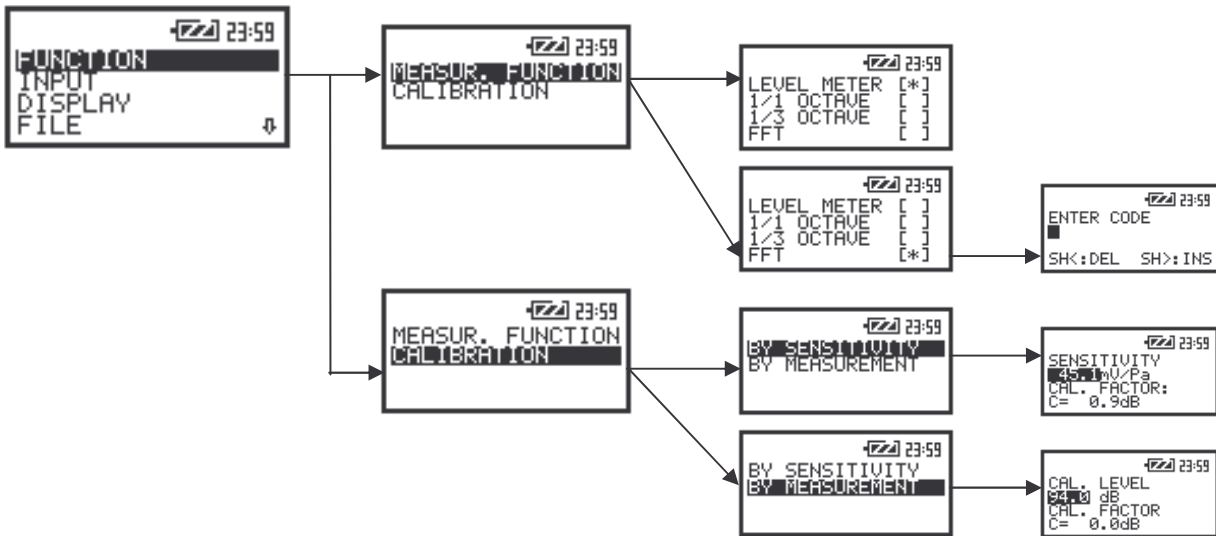 23:59
FUNCTION
INPUT
DISPLAY
FILE
23:59
MEASUR. FUNCTION
CALIBRATION
23:59
LEVEL METER [*]
1/1 OCTAVE [ ]
1/3 OCTAVE [ ]
FFT [ ]
23:59
LEVEL METER [ ]
1/1 OCTAVE [ ]
1/3 OCTAVE [ ]
FFT [*]
23:59
ENTER CODE
SH<:DEL SH>:INS
23:59
MEASUR. FUNCTION
CALIBRATION
23:59
BY SENSITIVITY
BY MEASUREMENT
23:59
SENSITIVITY
45.1mV/Pa
CAL. FACTOR:
C= 0.9dB
23:59
BY SENSITIVITY
BY MEASUREMENT
23:59
CAL. LEVEL
94.0 dB
CAL. FACTOR
C= 0.0dB